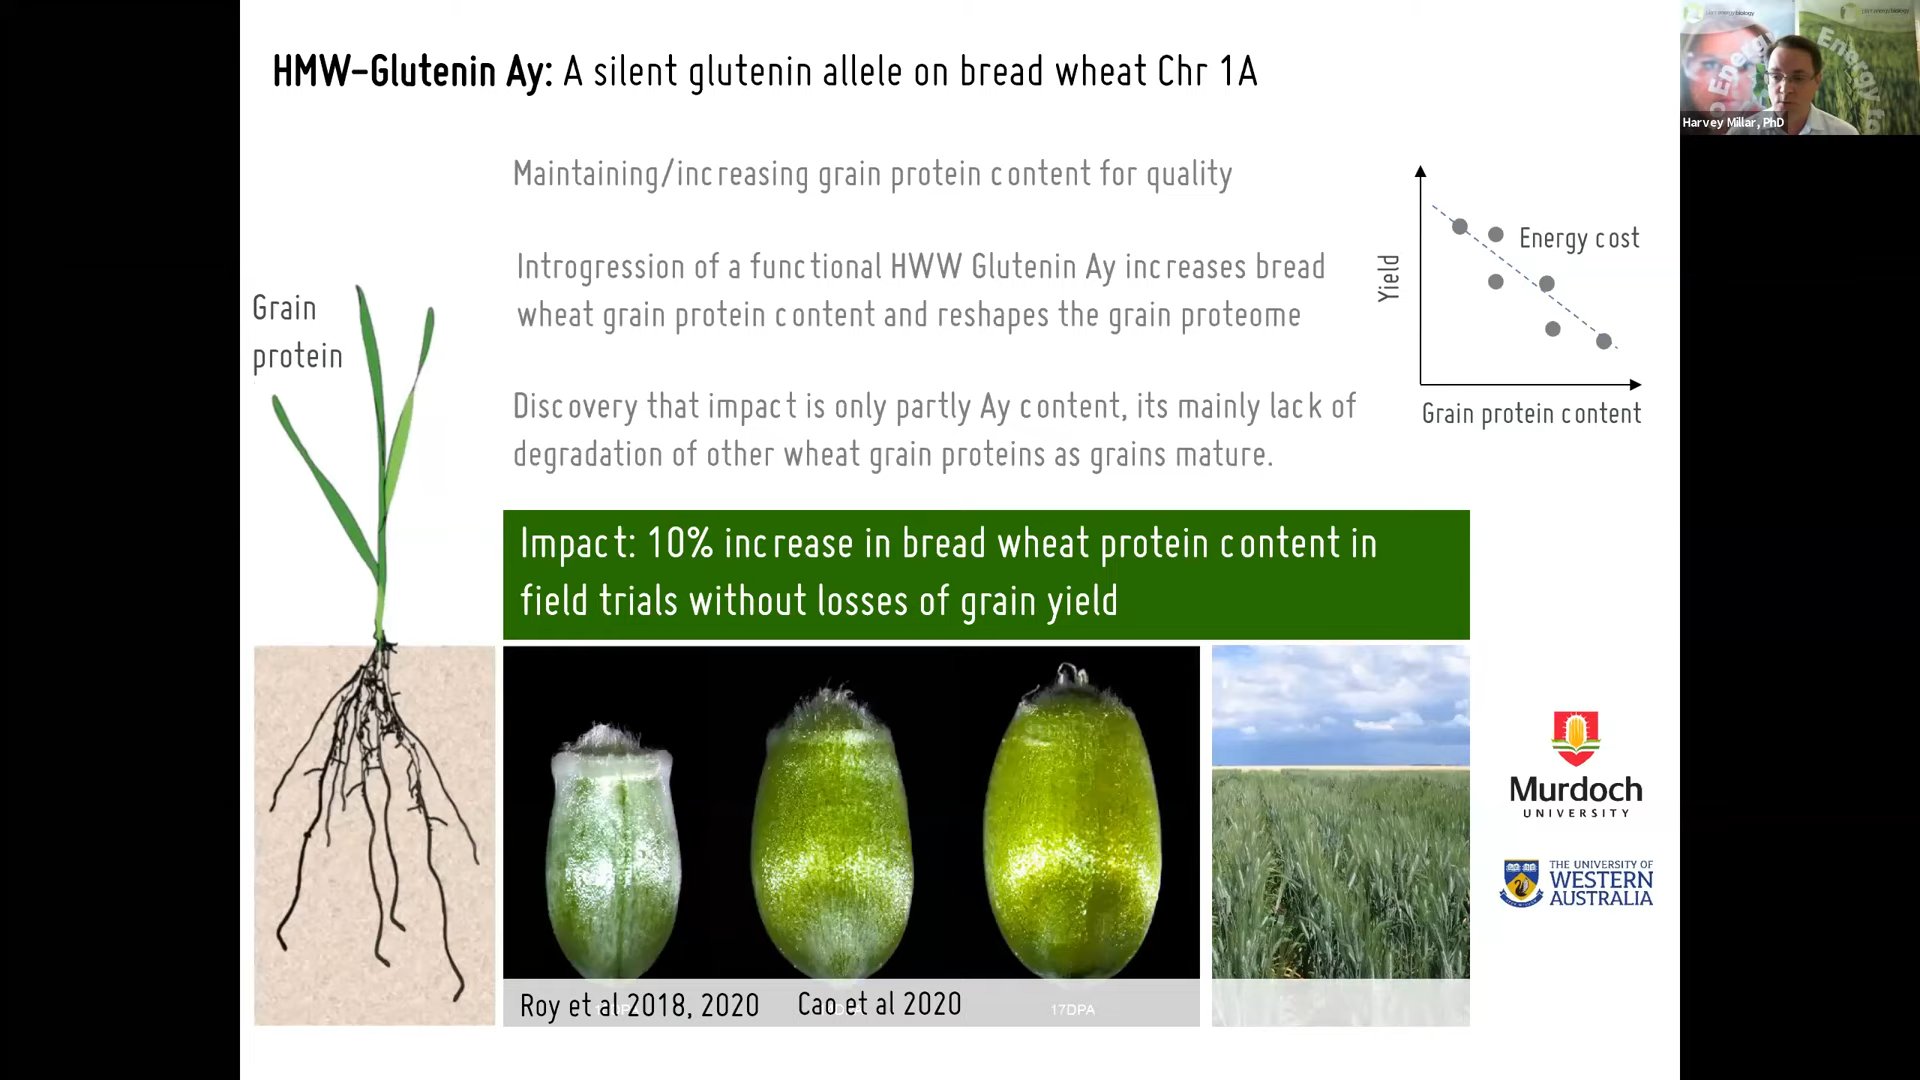 HMW-Glutenin Ay: A silent glutenin allele on bread wheat Chr 1A
Harvey Millar, PhD
Maintaining/increasing grain protein content for quality
Introgression of a functional HWW Glutenin Ay increases bread
wheat grain protein content and reshapes the grain proteome
Discovery that impact is only partly Ay content, its mainly lack of
degradation of other wheat grain proteins as grains mature.
Yield
Energy cost
Grain protein content
Grain
protein
Impact: 10% increase in bread wheat protein content in
field trials without losses of grain yield
Roy et al 2018, 2020
Cao et al 2020
17DPA
Murdoch
UNIVERSITY
THE UNIVERSITY OF
WESTERN
AUSTRALIA